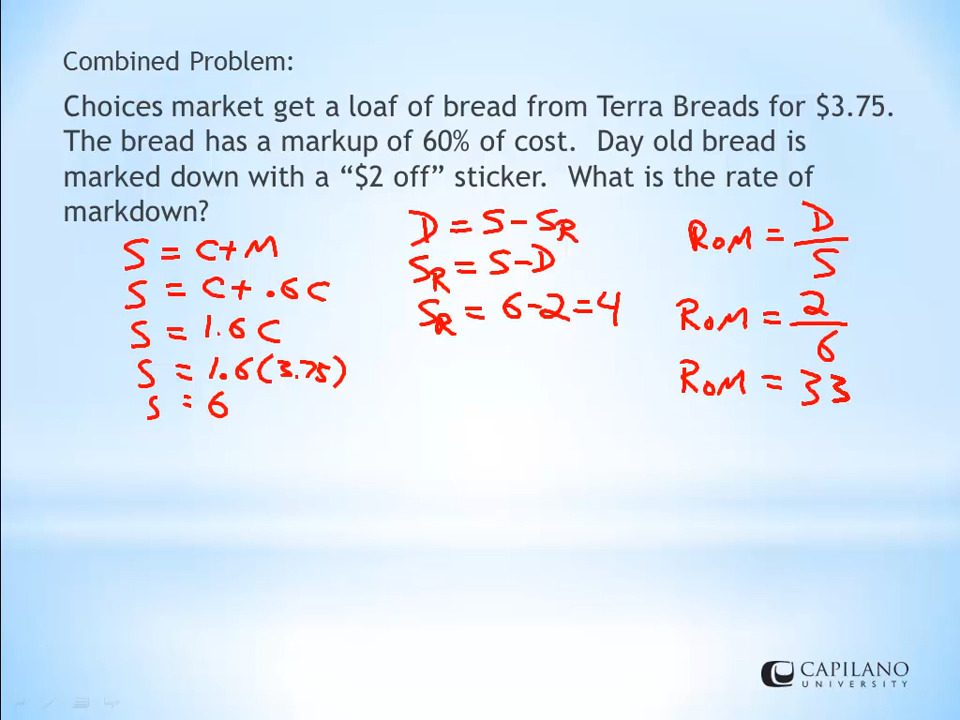 Combined Problem:
Choices market get a loaf of bread from Terra Breads for $3.75.
The bread has a markup of 60% of cost. Day old bread is
marked down with a “$2 off” sticker. What is the rate of
markdown?
S = C + M
S = C + .6C
S = 1.6C
S = 1.6(3.75)
S = 6
D = S - SR
SR = S - D
SR = 6 - 2 = 4
RoM = D/S
RoM = 2/6
RoM = 33
CAPILANO
UNIVERSITY